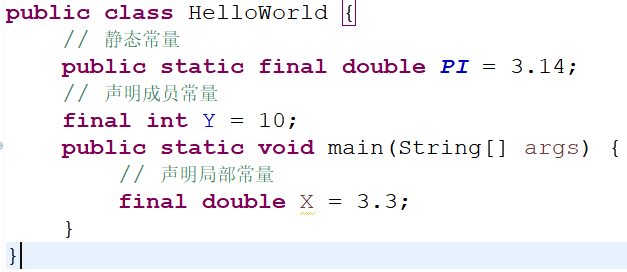 public class HelloWorld {
// 静态常量
public static final double PI = 3.14;
// 声明成员常量
final int Y = 10;
public static void main(String[] args) {
// 声明局部常量
final double X = 3.3;
}
}